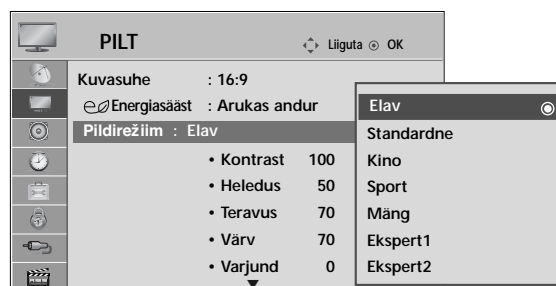 PILT
Liiguta OK
Kuvasuhe : 16:9
Energiasääst : Arukas andur
Pildirežiim : Elav
• Kontrast 100
• Heledus 50
• Teravus 70
• Värv 70
• Varjund 0
Elav
Standardne
Kino
Sport
Mäng
Ekspert1
Ekspert2